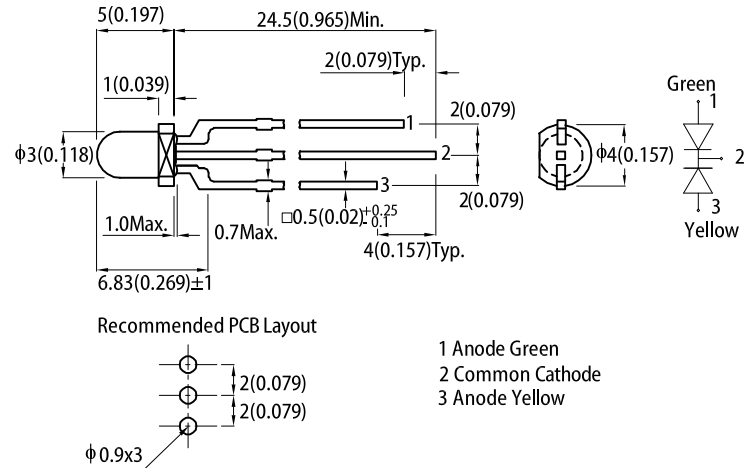 5(0.197)
24.5(0.965)Min.
2(0.079)Typ.
1(0.039)
Green
1
1
2(0.079)
ϕ3(0.118)
2
ϕ4(0.157)
2
3
2(0.079)
3
1.0Max.
0.7Max.
□0.5(0.02)+0.25
-0.1
Yellow
4(0.157)Typ.
6.83(0.269)±1
Recommended PCB Layout
1 Anode Green
2(0.079)
2 Common Cathode
3 Anode Yellow
2(0.079)
ϕ0.9x3